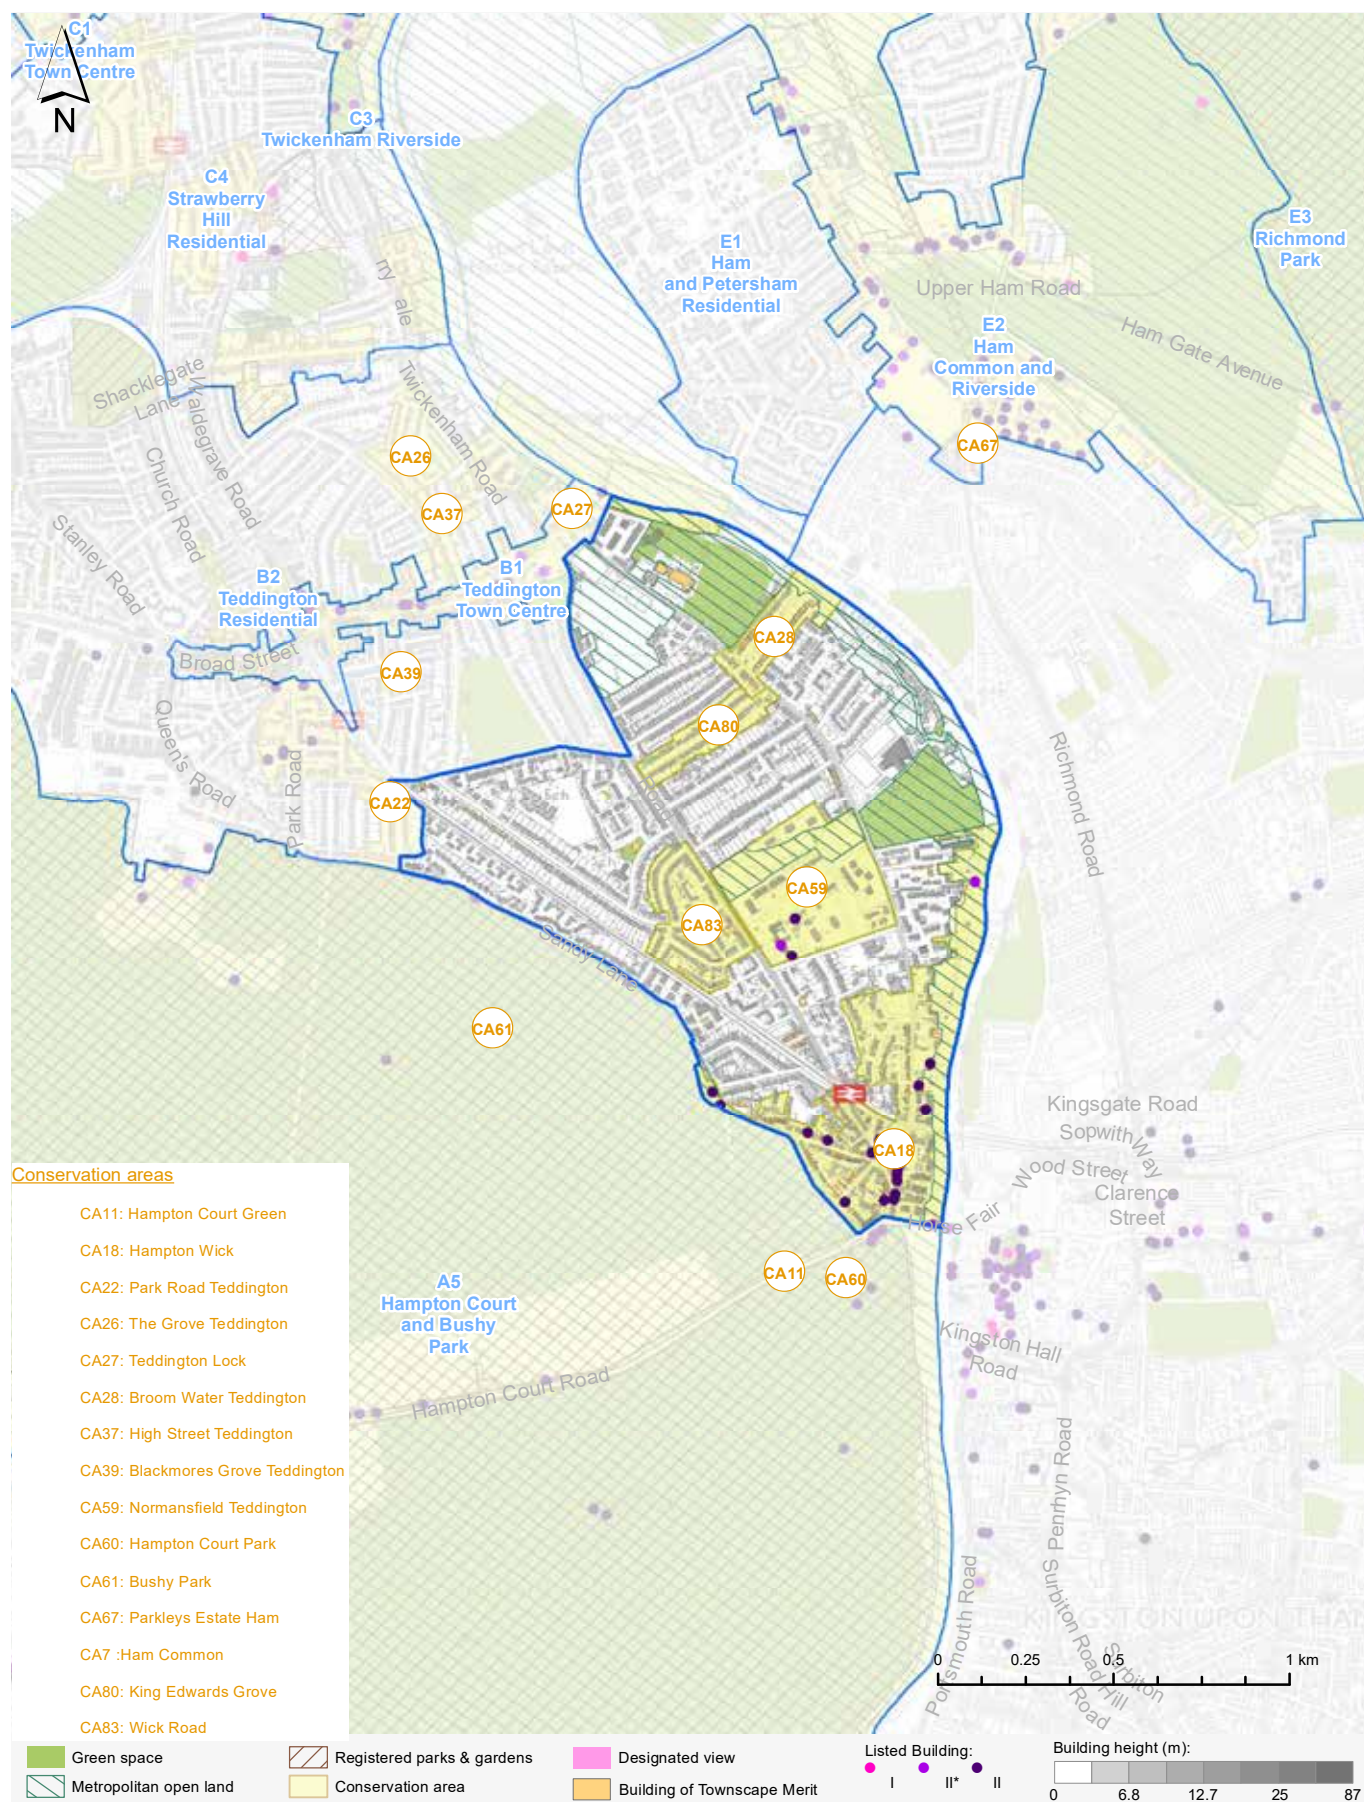 C1
Twickenham
Town Centre
N
C3
Twickenham Riverside
C4
Strawberry
Hill
Residential
E1
Ham
and Petersham
Residential
E3
Richmond
Park
Upper Ham Road
E2
Ham
Common and
Riverside
Ham Gate Avenue
Shacklegate
Lane
Waldegrave Road
Twickenham Road
Church Road
Stanley Road
CA26
CA37
CA27
CA67
B2
Teddington
Residential
B1
Teddington
Town Centre
Broad Street
CA39
CA28
CA80
Queen's Road
Park Road
CA22
Richmond Road
CA59
CA83
Sandy Lane
CA61
Kingsgate Road
Sopwith Way
Wood Street
Clarence
Street
CA18
Horse Fair
CA11
CA60
A5
Hampton Court
and Bushy
Park
Kingston Hall
Road
Hampton Court Road
Penrhyn Road
Portsmouth Road
Surbiton Road
Surbiton
Hill
Road
KINGSTON UPON THA
Conservation areas
CA11: Hampton Court Green
CA18: Hampton Wick
CA22: Park Road Teddington
CA26: The Grove Teddington
CA27: Teddington Lock
CA28: Broom Water Teddington
CA37: High Street Teddington
CA39: Blackmores Grove Teddington
CA59: Normansfield Teddington
CA60: Hampton Court Park
CA61: Bushy Park
CA67: Parkleys Estate Ham
CA7 :Ham Common
CA80: King Edwards Grove
CA83: Wick Road
0 0.25 0.5 1 km
Green space
Metropolitan open land
Registered parks & gardens
Conservation area
Designated view
Building of Townscape Merit
Listed Building:
I II* II
Building height (m):
0 6.8 12.7 25 87